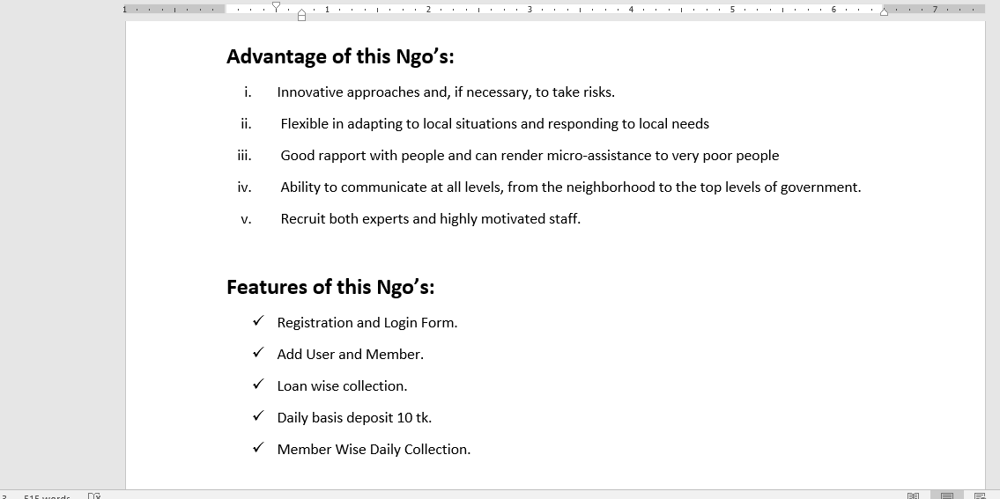 1 1 2 3 4 5 6 7
Advantage of this Ngo’s:
i. Innovative approaches and, if necessary, to take risks.
ii. Flexible in adapting to local situations and responding to local needs
iii. Good rapport with people and can render micro-assistance to very poor people
iv. Ability to communicate at all levels, from the neighborhood to the top levels of government.
v. Recruit both experts and highly motivated staff.
Features of this Ngo’s:
✓ Registration and Login Form.
✓ Add User and Member.
✓ Loan wise collection.
✓ Daily basis deposit 10 tk.
✓ Member Wise Daily Collection.
515 words